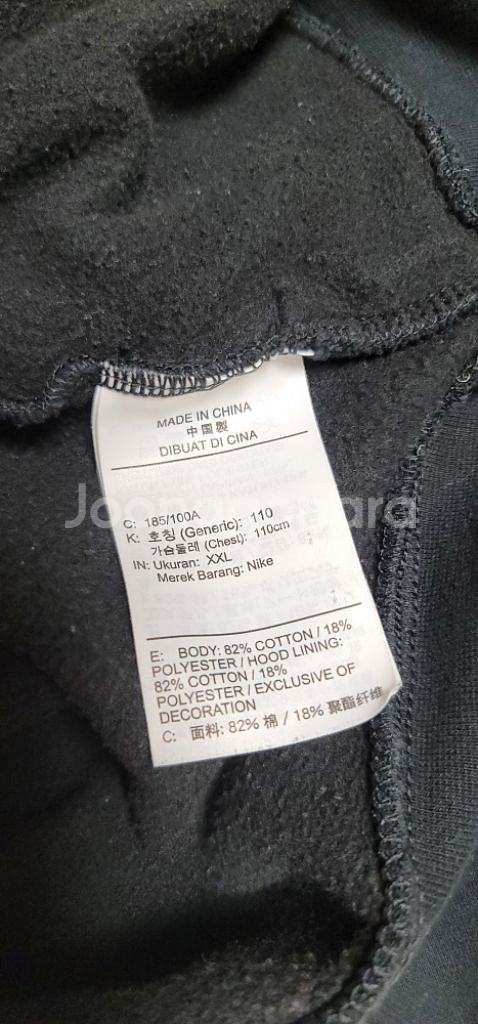 MADE IN CHINA
中国製
DIBUAT DI CINA
C: 185/100A
K: 호칭 (Generic): 110
가슴둘레 (Chest): 110cm
IN: Ukuran: XXL
Merek Barang: Nike
E: BODY: 82% COTTON / 18%
POLYESTER / HOOD LINING:
82% COTTON / 18%
POLYESTER / EXCLUSIVE OF
DECORATION
C: 面料: 82% 棉 / 18% 聚酯纤维